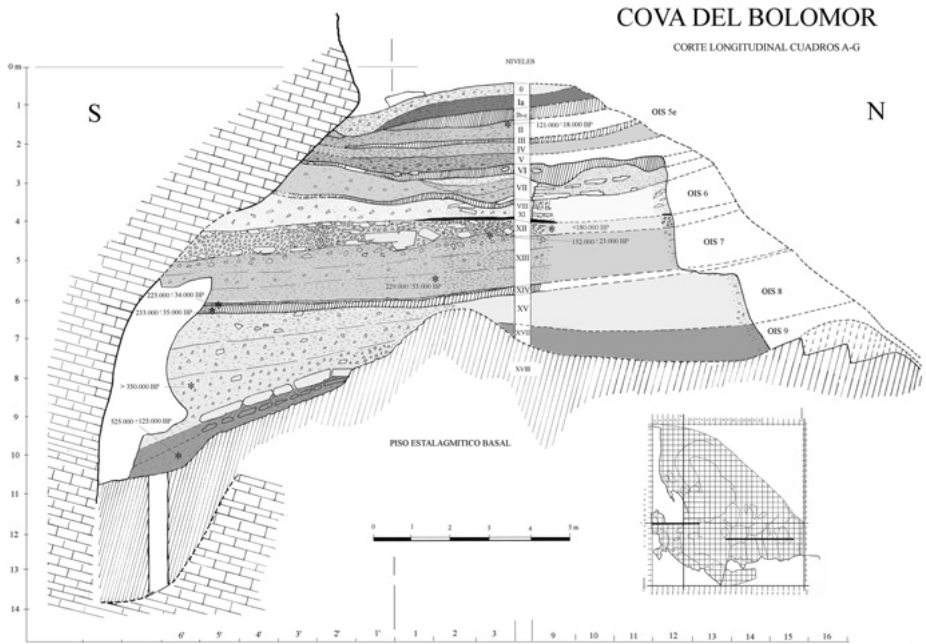 COVA DEL BOLOMOR
CORTE LONGITUDINAL CUADROS A-G
0 m
NIVELES
0
Ia
1
OIS 5e
S
N
121.000 ± 18.000 BP
II
III
2
IV
V
VI
3
VII
OIS 6
VIII
XI
4
XII
<180.000 BP
OIS 7
152.000 ± 23.000 BP
5
XIII
225.000 ± 34.000 BP
229.000 ± 53.000 BP
XIV
OIS 8
6
233.000 ± 35.000 BP
XV
OIS 9
7
XVII
XVIII
8
> 350.000 BP
9
525.000 ± 125.000 BP
PISO ESTALAGMITICO BASAL
10
11
0 1 2 3 4 5 m
12
13
14
6' 5' 4' 3' 2' 1' 1 2 3 9 10 11 12 13 14 15 16